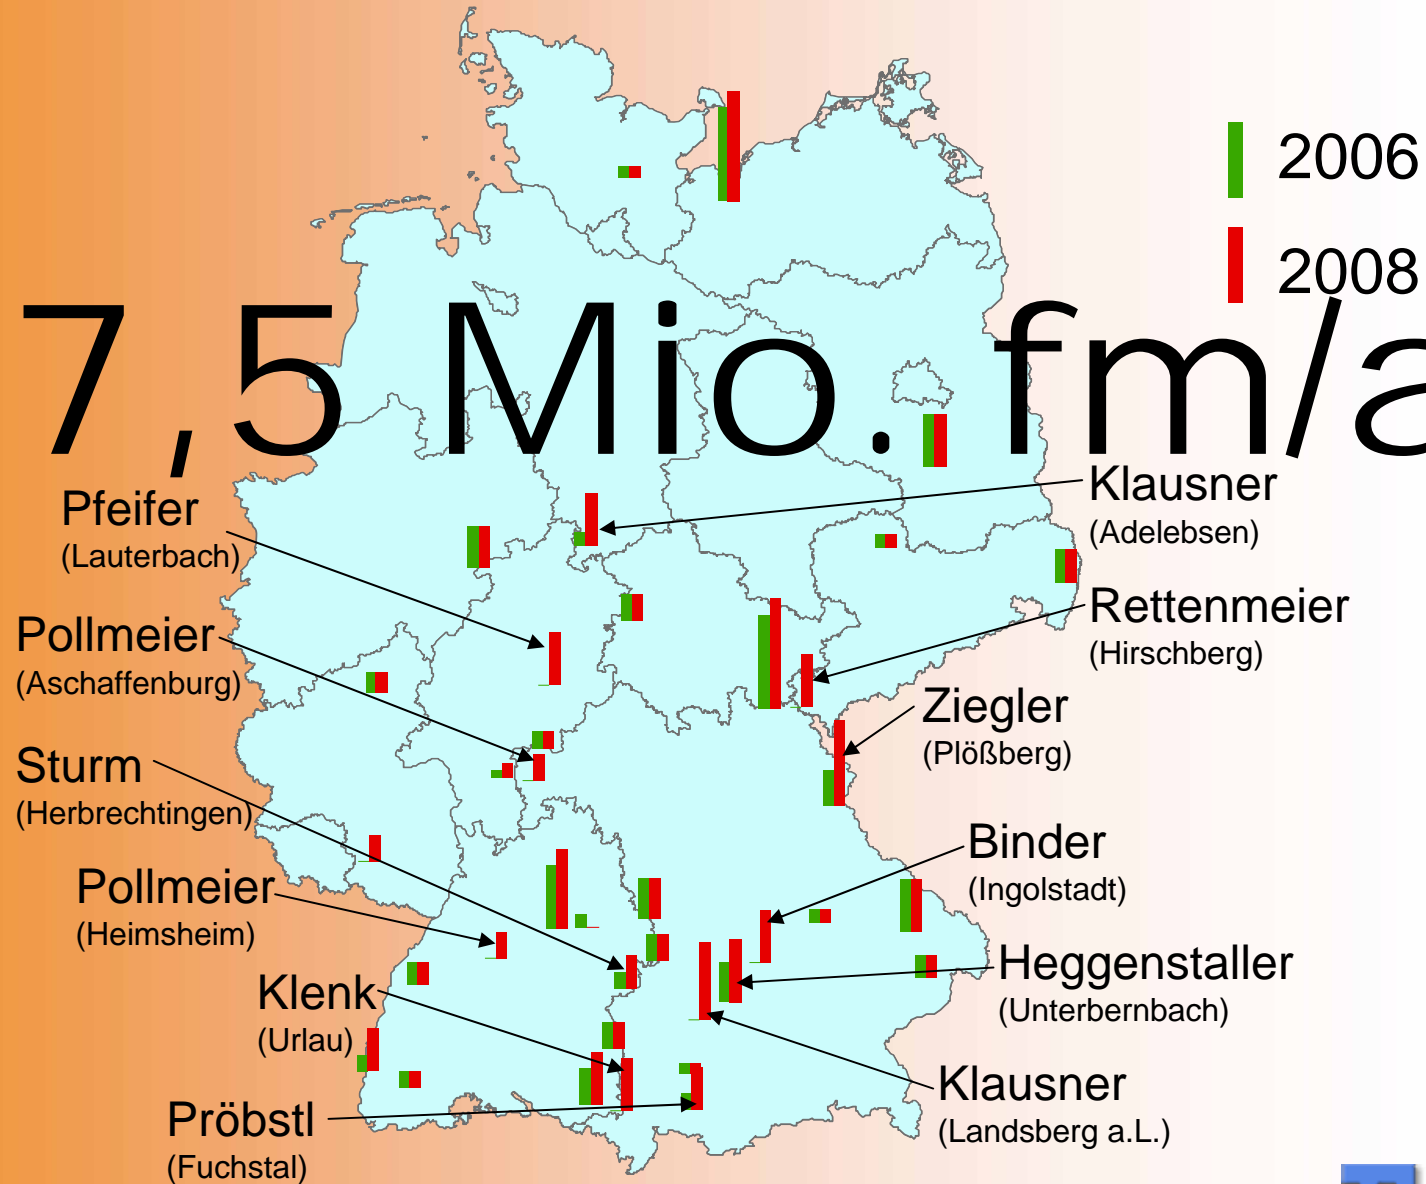 2006
2008
7,5 Mio. fm/a
Klausner
(Adelebsen)
Pfeifer
(Lauterbach)
Rettenmeier
(Hirschberg)
Pollmeier
(Aschaffenburg)
Ziegler
(Plößberg)
Sturm
(Herbrechtingen)
Binder
(Ingolstadt)
Pollmeier
(Heimsheim)
Heggenstaller
(Unterbernbach)
Klenk
(Urlau)
Klausner
(Landsberg a.L.)
Pröbstl
(Fuchstal)